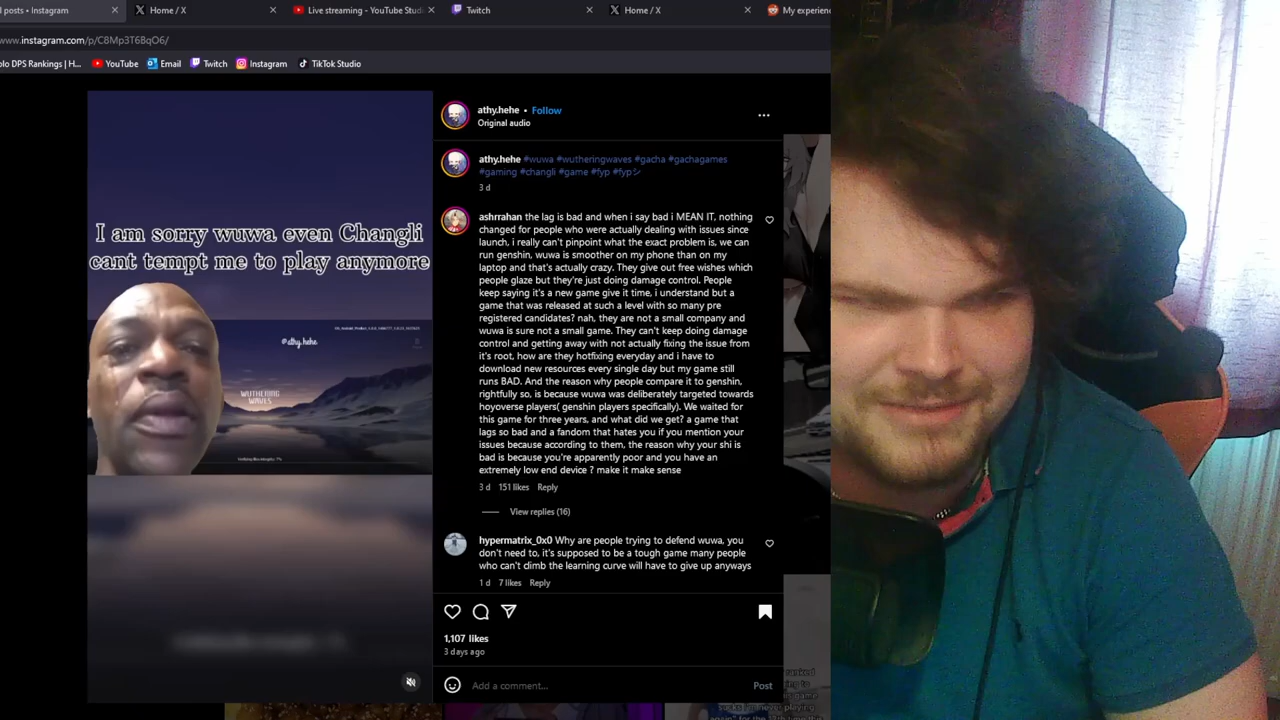 l posts • Instagram
Home / X
Live streaming - YouTube Studi
Twitch
Home / X
My experien
www.instagram.com/p/C8Mp3T6BqO6/
olo DPS Rankings | H...
YouTube
Email
Twitch
Instagram
TikTok Studio
athy.hehe • Follow
Original audio
athy.hehe #wuwa #wutheringwaves #gacha #gachagames
#gaming #changli #game #fyp #fypシ
3 d
ashrrahan the lag is bad and when i say bad i MEAN IT, nothing
changed for people who were actually dealing with issues since
launch, i really can't pinpoint what the exact problem is, we can
run genshin, wuwa is smoother on my phone than on my
laptop and that's actually crazy. They give out free wishes which
people glaze but they're just doing damage control. People
keep saying it's a new game give it time, i understand but a
game that was released at such a level with so many pre
registered candidates? nah, they are not a small company and
wuwa is sure not a small game. They can't keep doing damage
control and getting away with not actually fixing the issue from
it's root, how are they hotfixing everyday and i have to
download new resources every single day but my game still
runs BAD. And the reason why people compare it to genshin,
rightfully so, is because wuwa was deliberately targeted towards
hoyoverse players( genshin players specifically). We waited for
this game for three years, and what did we get? a game that
lags so bad and a fandom that hates you if you mention your
issues because according to them, the reason why your shi is
bad is because you're apparently poor and you have an
extremely low end device ? make it make sense
3 d 151 likes Reply
View replies (16)
hypermatrix_0x0 Why are people trying to defend wuwa, you
don't need to, it's supposed to be a tough game many people
who can't climb the learning curve will have to give up anyways
1 d 7 likes Reply
1,107 likes
3 days ago
Add a comment...
Post
I am sorry wuwa even Changli
cant tempt me to play anymore
@athy.hehe
WUTHERING
WAVES